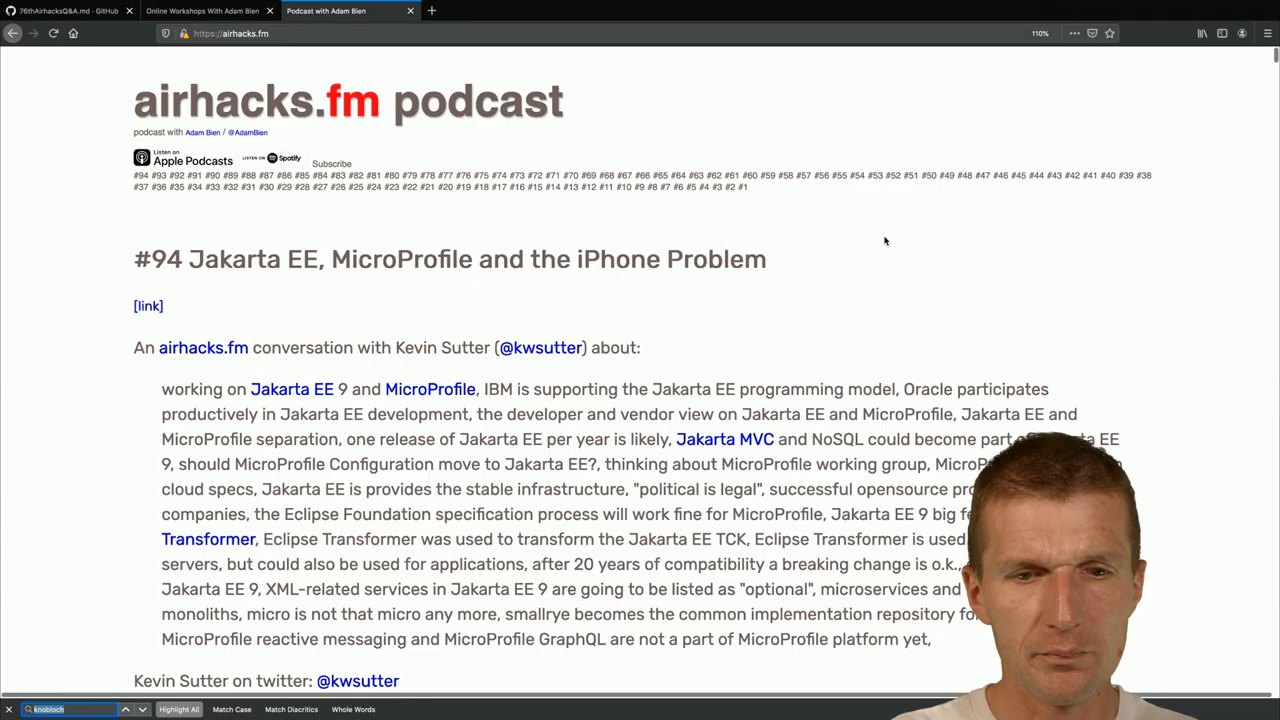 76thAirhacksQ&A.md · GitHub
Online Workshops With Adam Bien
Podcast with Adam Bien
https://airhacks.fm
110%
airhacks.fm podcast
podcast with Adam Bien / @AdamBien
Listen on Apple Podcasts
LISTEN ON Spotify
Subscribe
#94 #93 #92 #91 #90 #89 #88 #87 #86 #85 #84 #83 #82 #81 #80 #79 #78 #77 #76 #75 #74 #73 #72 #71 #70 #69 #68 #67 #66 #65 #64 #63 #62 #61 #60 #59 #58 #57 #56 #55 #54 #53 #52 #51 #50 #49 #48 #47 #46 #45 #44 #43 #42 #41 #40 #39 #38
#37 #36 #35 #34 #33 #32 #31 #30 #29 #28 #27 #26 #25 #24 #23 #22 #21 #20 #19 #18 #17 #16 #15 #14 #13 #12 #11 #10 #9 #8 #7 #6 #5 #4 #3 #2 #1
#94 Jakarta EE, MicroProfile and the iPhone Problem
[link]
An airhacks.fm conversation with Kevin Sutter (@kwsutter) about:
working on Jakarta EE 9 and MicroProfile, IBM is supporting the Jakarta EE programming model, Oracle participates
productively in Jakarta EE development, the developer and vendor view on Jakarta EE and MicroProfile, Jakarta EE and
MicroProfile separation, one release of Jakarta EE per year is likely, Jakarta MVC and NoSQL could become part EE
9, should MicroProfile Configuration move to Jakarta EE?, thinking about MicroProfile working group,
cloud specs, Jakarta EE is provides the stable infrastructure, "political is legal", successful opensource
companies, the Eclipse Foundation specification process will work fine for MicroProfile, Jakarta EE 9 big
Transformer, Eclipse Transformer was used to transform the Jakarta EE TCK, Eclipse Transformer is used
servers, but could also be used for applications, after 20 years of compatibility a breaking change is o.k.,
Jakarta EE 9, XML-related services in Jakarta EE 9 are going to be listed as "optional", microservices and
monoliths, micro is not that micro any more, smallrye becomes the common implementation repository
MicroProfile reactive messaging and MicroProfile GraphQL are not a part of MicroProfile platform yet,
Kevin Sutter on twitter: @kwsutter
knobloch
Highlight All
Match Case
Match Diacritics
Whole Words